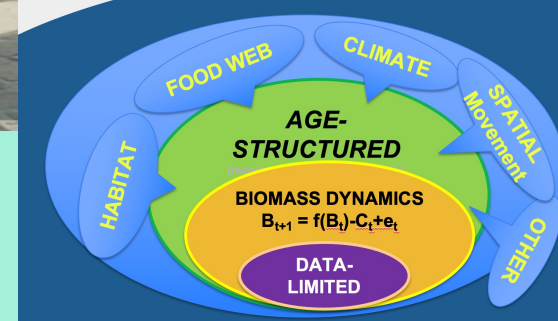 FOOD WEB
CLIMATE
SPATIAL
Movement
HABITAT
OTHER
AGE-
STRUCTURED
BIOMASS DYNAMICS
Bₜ₊₁ = f(Bₜ)-Cₜ+eₜ
DATA-
LIMITED